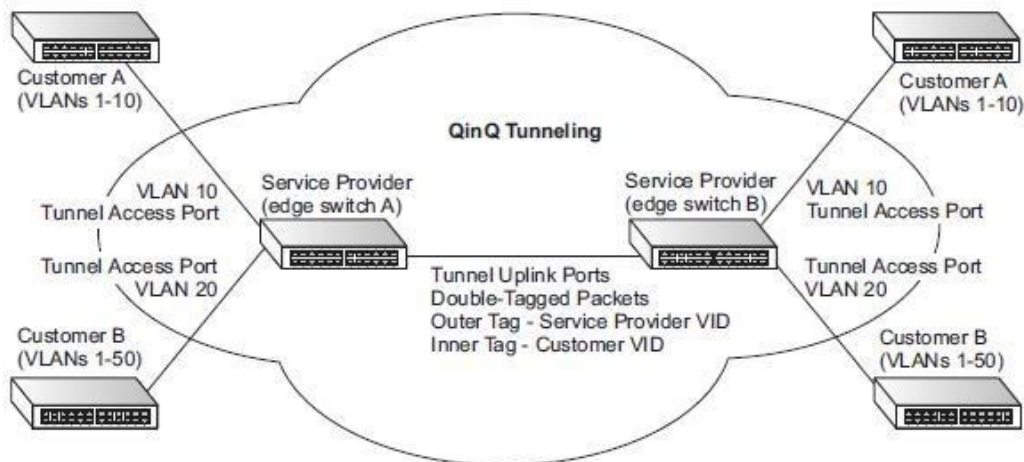 Customer A
(VLANs 1-10)
Customer A
(VLANs 1-10)
QinQ Tunneling
VLAN 10
Tunnel Access Port
Service Provider
(edge switch A)
Service Provider
(edge switch B)
VLAN 10
Tunnel Access Port
Tunnel Access Port
VLAN 20
Tunnel Uplink Ports
Double-Tagged Packets
Outer Tag - Service Provider VID
Inner Tag - Customer VID
Tunnel Access Port
VLAN 20
Customer B
(VLANs 1-50)
Customer B
(VLANs 1-50)